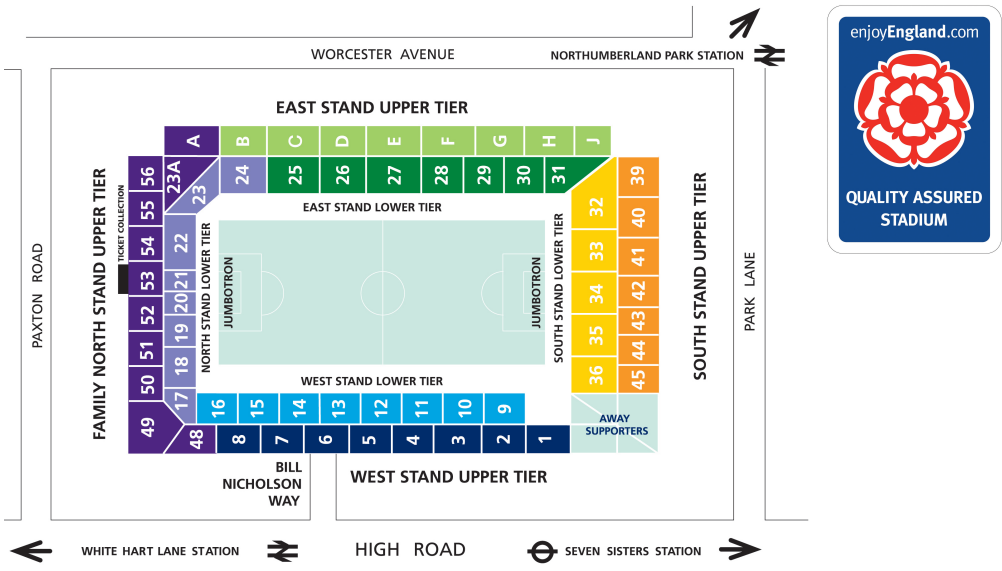 WORCESTER AVENUE
NORTHUMBERLAND PARK STATION
enjoyEngland.com
QUALITY ASSURED
STADIUM
EAST STAND UPPER TIER
A B C D E F G H J
56 23A 23 24 25 26 27 28 29 30 31 39
EAST STAND LOWER TIER
55
54
53
52
51
50
49
48
TICKET COLLECTION
FAMILY NORTH STAND UPPER TIER
PAXTON ROAD
22
21
20
19
18
17
NORTH STAND LOWER TIER
JUMBOTRON
JUMBOTRON
SOUTH STAND LOWER TIER
32
33
34
35
36
40
41
42
43
44
45
SOUTH STAND UPPER TIER
PARK LANE
WEST STAND LOWER TIER
16 15 14 13 12 11 10 9
AWAY
SUPPORTERS
8 7 6 5 4 3 2 1
BILL
NICHOLSON
WAY
WEST STAND UPPER TIER
WHITE HART LANE STATION
HIGH ROAD
SEVEN SISTERS STATION